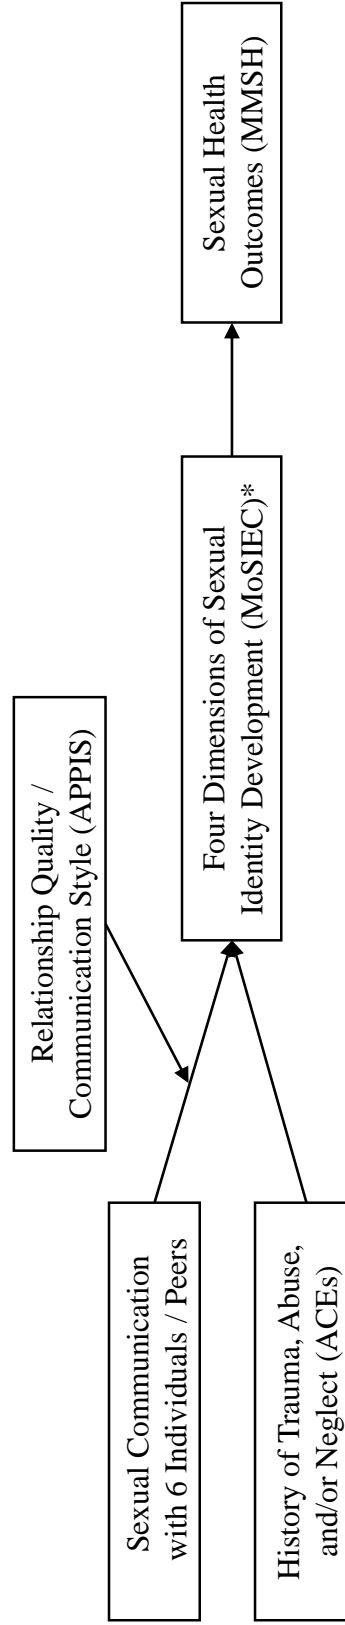 Relationship Quality /
Communication Style (APPIS)
Sexual Communication
with 6 Individuals / Peers
History of Trauma, Abuse,
and/or Neglect (ACEs)
Four Dimensions of Sexual
Identity Development (MoSIEC)*
Sexual Health
Outcomes (MMSH)